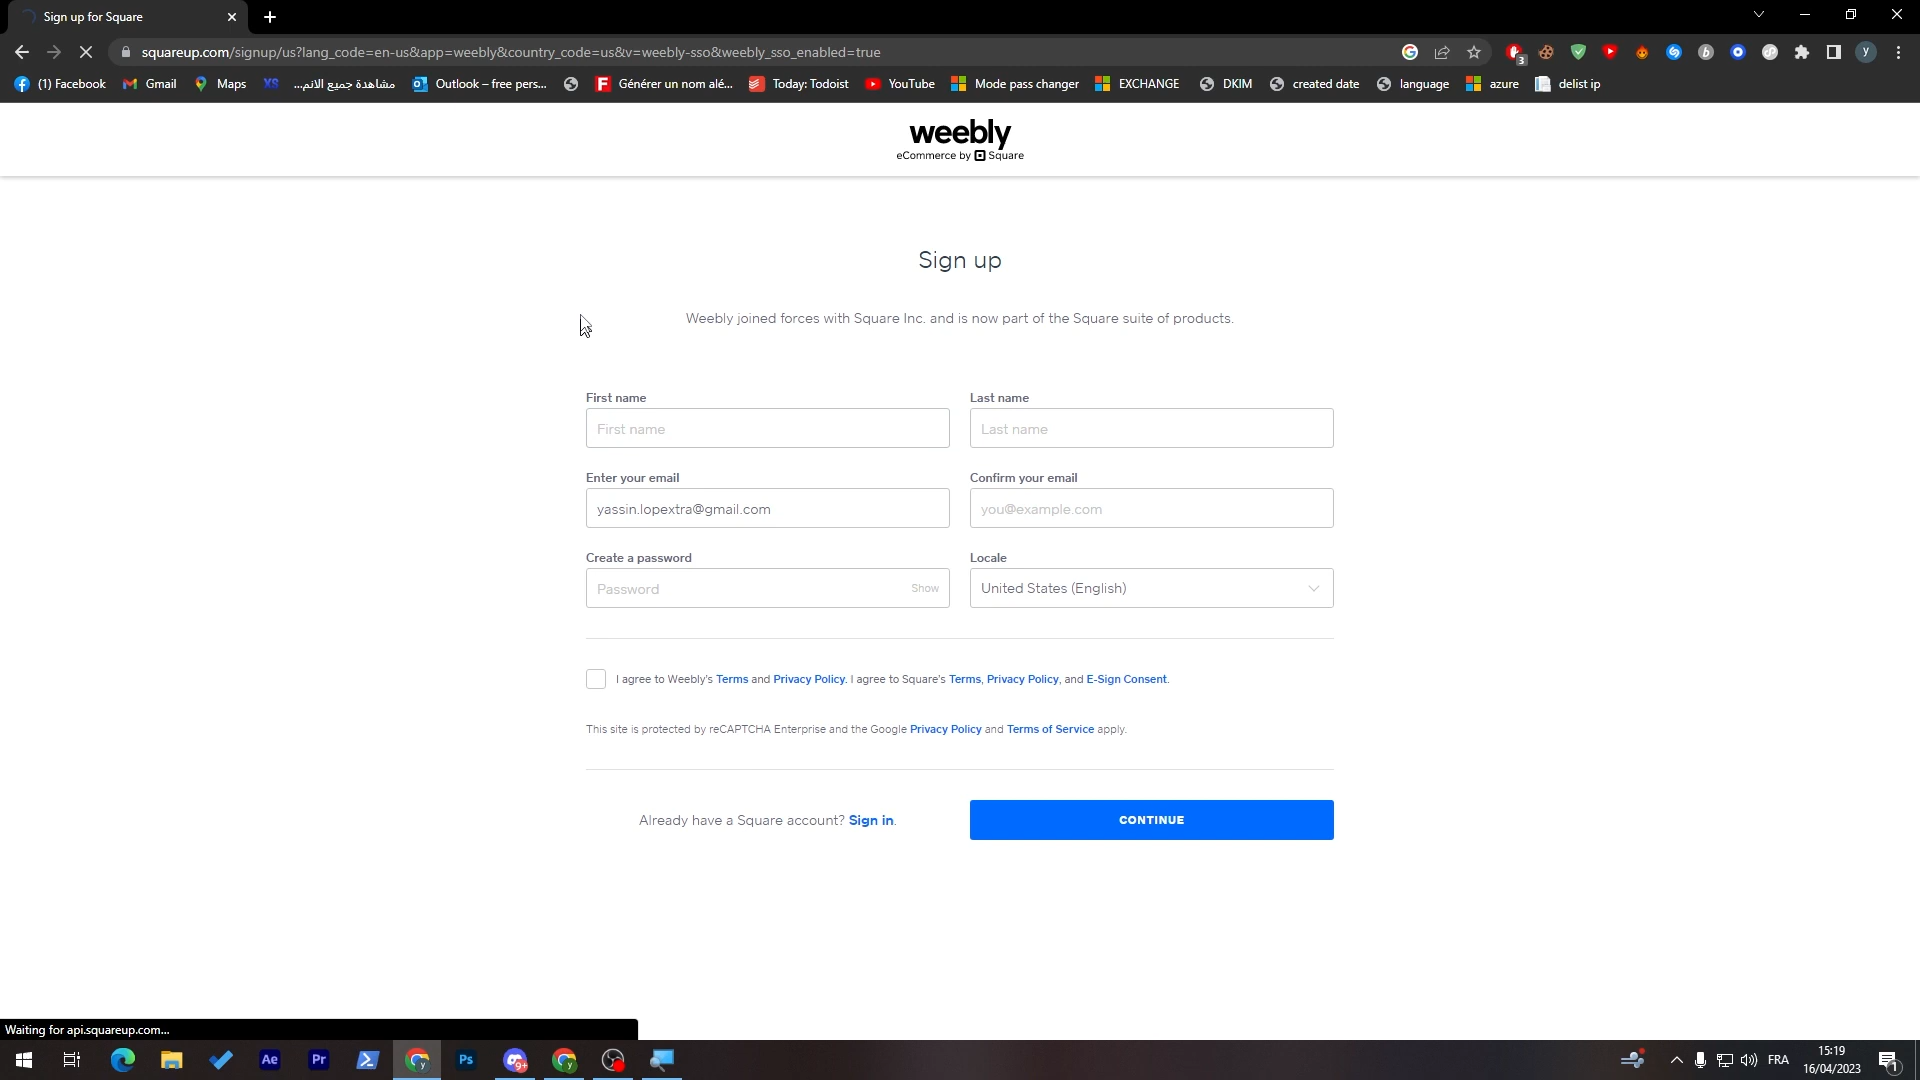 Sign up for Square
squareup.com/signup/us?lang_code=en-us&app=weebly&country_code=us&v=weebly-sso&weebly_sso_enabled=true
3
y
(1) Facebook
Gmail
Maps
XS
مشاهدة جميع الانم...
Outlook – free pers...
Générer un nom alé...
Today: Todoist
YouTube
Mode pass changer
EXCHANGE
DKIM
created date
language
azure
delist ip
weebly
eCommerce by Square
Sign up
Weebly joined forces with Square Inc. and is now part of the Square suite of products.
First name
Last name
First name
Last name
Enter your email
Confirm your email
yassin.lopextra@gmail.com
you@example.com
Create a password
Locale
Password
Show
United States (English)
I agree to Weebly's Terms and Privacy Policy. I agree to Square's Terms, Privacy Policy, and E-Sign Consent.
This site is protected by reCAPTCHA Enterprise and the Google Privacy Policy and Terms of Service apply.
Already have a Square account? Sign in.
CONTINUE
Waiting for api.squareup.com...
Ae
Pr
Ps
9+
FRA
15:19
16/04/2023
1